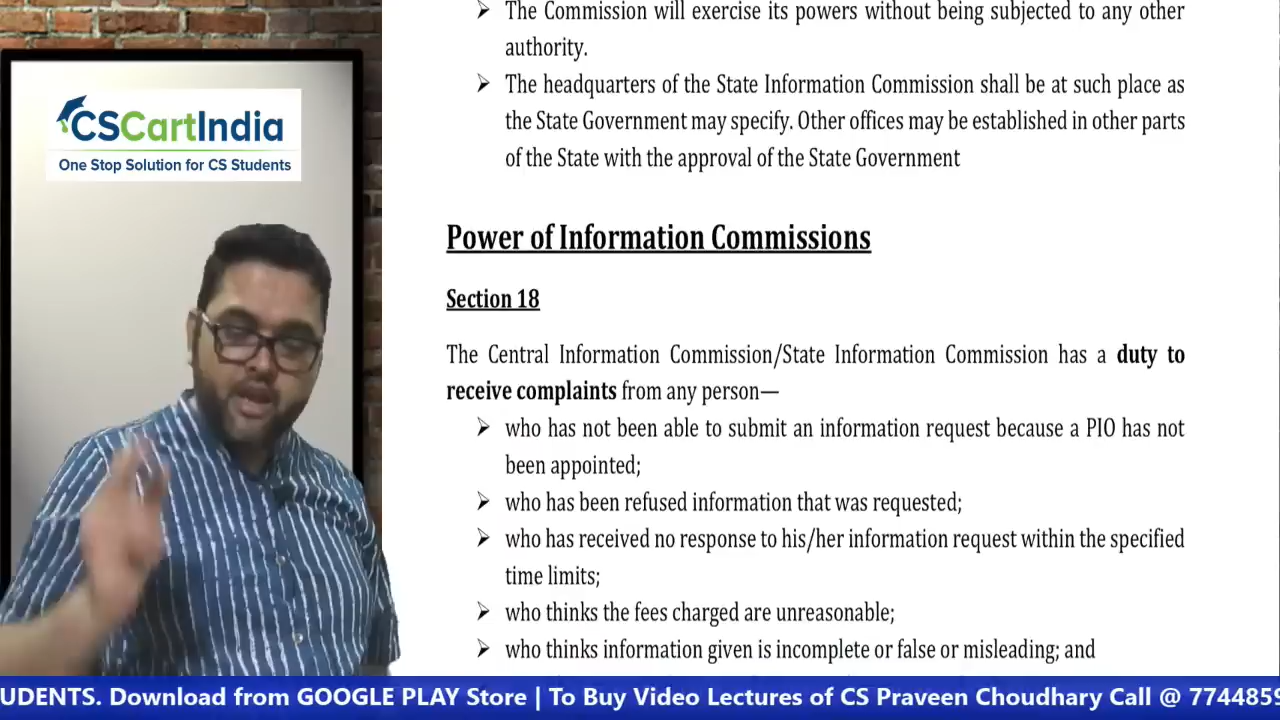 CSCartIndia
One Stop Solution for CS Students
➢ The Commission will exercise its powers without being subjected to any other
authority.
➢ The headquarters of the State Information Commission shall be at such place as
the State Government may specify. Other offices may be established in other parts
of the State with the approval of the State Government
Power of Information Commissions
Section 18
The Central Information Commission/State Information Commission has a duty to
receive complaints from any person—
➢ who has not been able to submit an information request because a PIO has not
been appointed;
➢ who has been refused information that was requested;
➢ who has received no response to his/her information request within the specified
time limits;
➢ who thinks the fees charged are unreasonable;
➢ who thinks information given is incomplete or false or misleading; and
UDENTS. Download from GOOGLE PLAY Store | To Buy Video Lectures of CS Praveen Choudhary Call @ 7744859